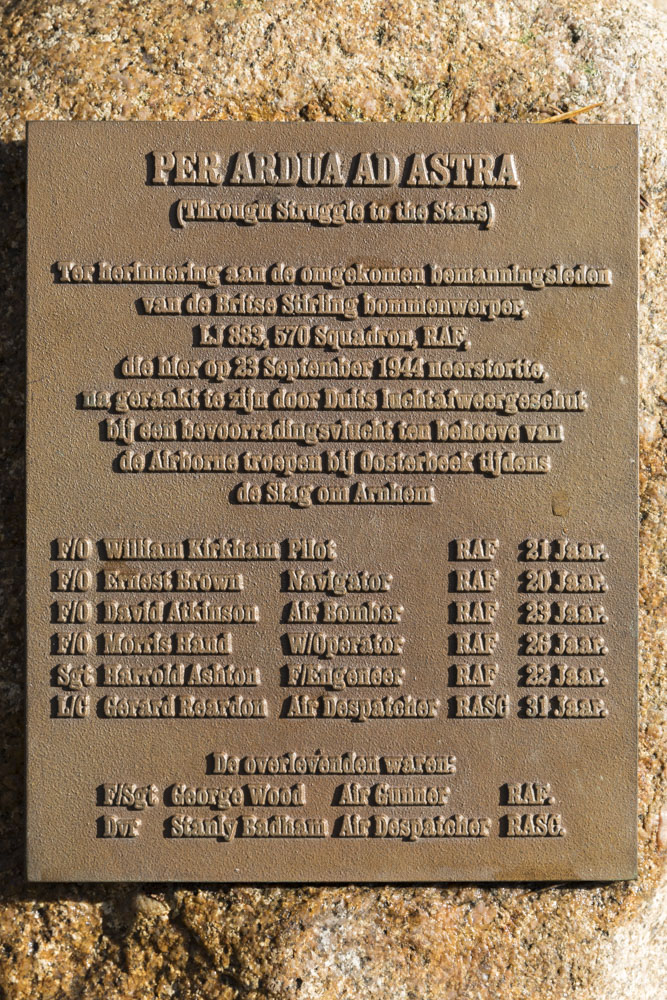 PER ARDUA AD ASTRA
(Through Struggle to the Stars)
Ter herinnering aan de omgekomen bemanningsleden
van de Britse Stirling bommenwerper,
LJ 883, 570 Squadron, RAF,
die hier op 23 September 1944 neerstortte,
na geraakt te zijn door Duits luchtafweergeschut
bij een bevoorradingsvlucht ten behoeve van
de Airborne troepen bij Oosterbeek tijdens
de Slag om Arnhem
F/O William Kirkham Pilot RAF 21 Jaar.
F/O Ernest Brown Navigator RAF 20 Jaar.
F/O David Atkinson Air Bomber RAF 23 Jaar.
F/O Morris Hand W/Operator RAF 26 Jaar.
Sgt Harrold Ashton F/Engeneer RAF 22 Jaar.
L/C Gerard Reardon Air Despatcher RASC 31 Jaar.
De overlevenden waren:
F/Sgt George Wood Air Gunner RAF.
Dvr Stanly Badham Air Despatcher RASC.